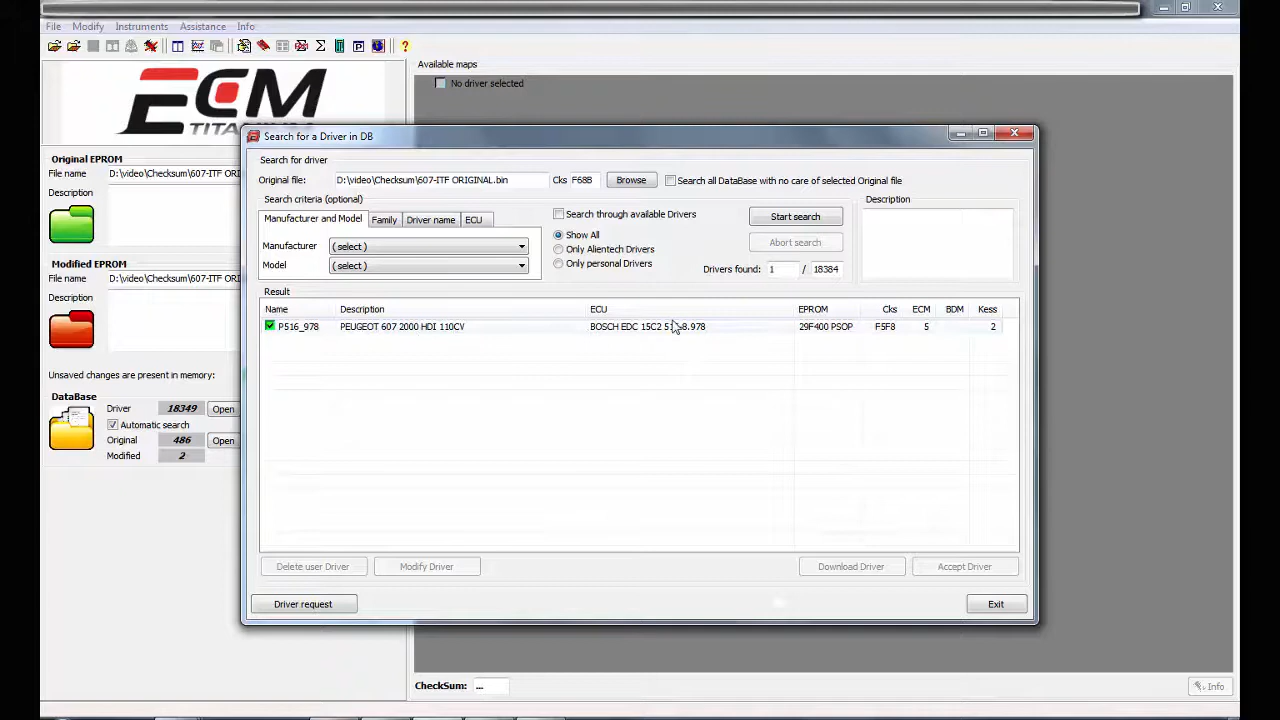 File Modify Instruments Assistance Info
ECM
TITANIUM
Available maps
No driver selected
Original EPROM
File name D:\video\Checksum\607-ITF ORI
Description
Modified EPROM
File name D:\video\Checksum\607-ITF ORI
Description
Unsaved changes are present in memory:
DataBase
Driver 18349 Open
Automatic search
Original 486 Open
Modified 2
Search for a Driver in DB
Search for driver
Original file: D:\video\Checksum\607-ITF ORIGINAL.bin Cks F68B Browse Search all DataBase with no care of selected Original file
Search criteria (optional)
Manufacturer and Model Family Driver name ECU
Manufacturer ( select )
Model ( select )
Search through available Drivers
Show All
Only Alientech Drivers
Only personal Drivers
Start search
Abort search
Drivers found: 1 / 18384
Description
Result
Name Description ECU EPROM Cks ECM BDM Kess
P516_978 PEUGEOT 607 2000 HDI 110CV BOSCH EDC 15C2 8.978 29F400 PSOP F5F8 5 2
Delete user Driver Modify Driver Download Driver Accept Driver
Driver request Exit
CheckSum: ... Info